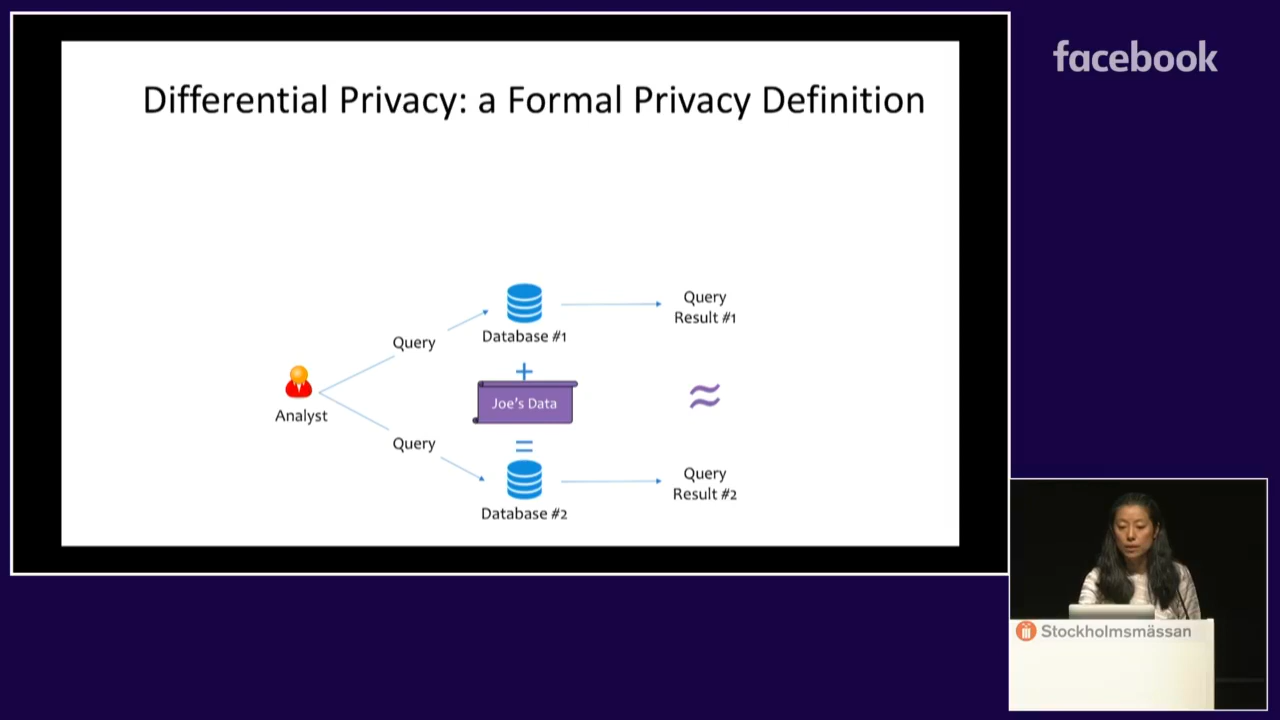 Differential Privacy: a Formal Privacy Definition
facebook
Query
Database #1
Query
Result #1
+
Joe's Data
≈
Analyst
Query
=
Database #2
Query
Result #2
Stockholmsmässan